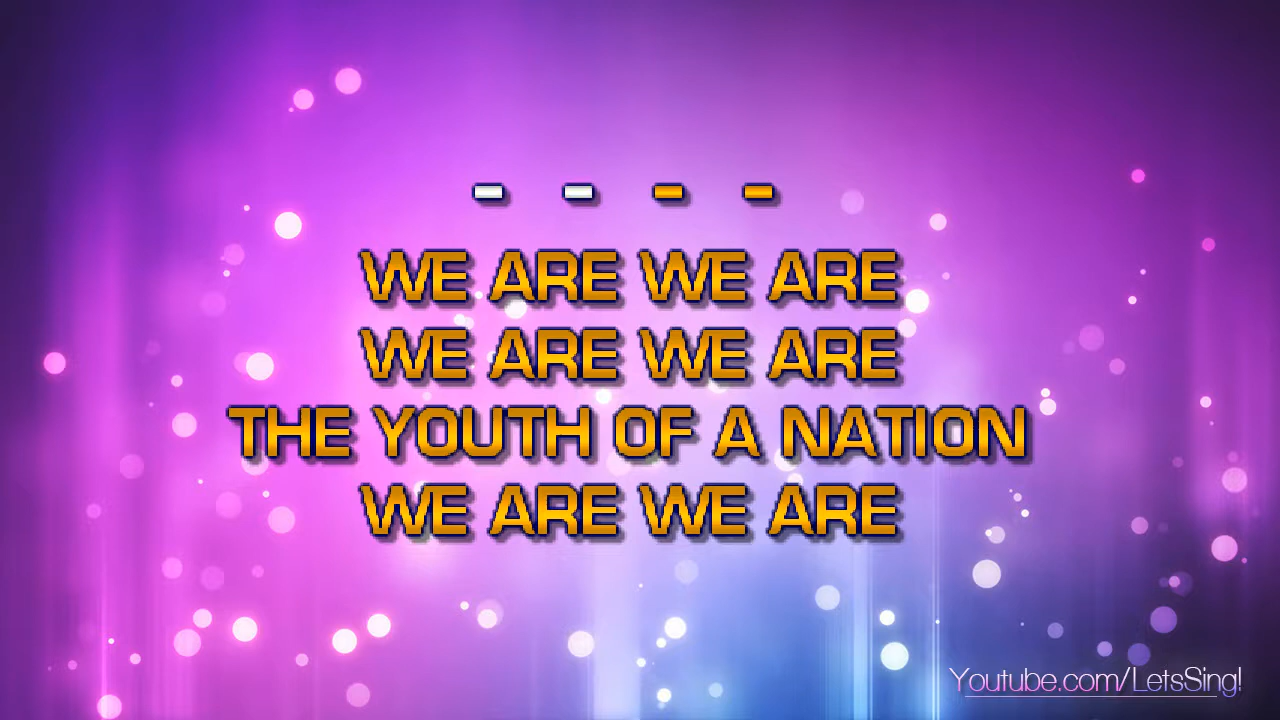 - - - -
WE ARE WE ARE
WE ARE WE ARE
THE YOUTH OF A NATION
WE ARE WE ARE
Youtube.com/LetsSing!